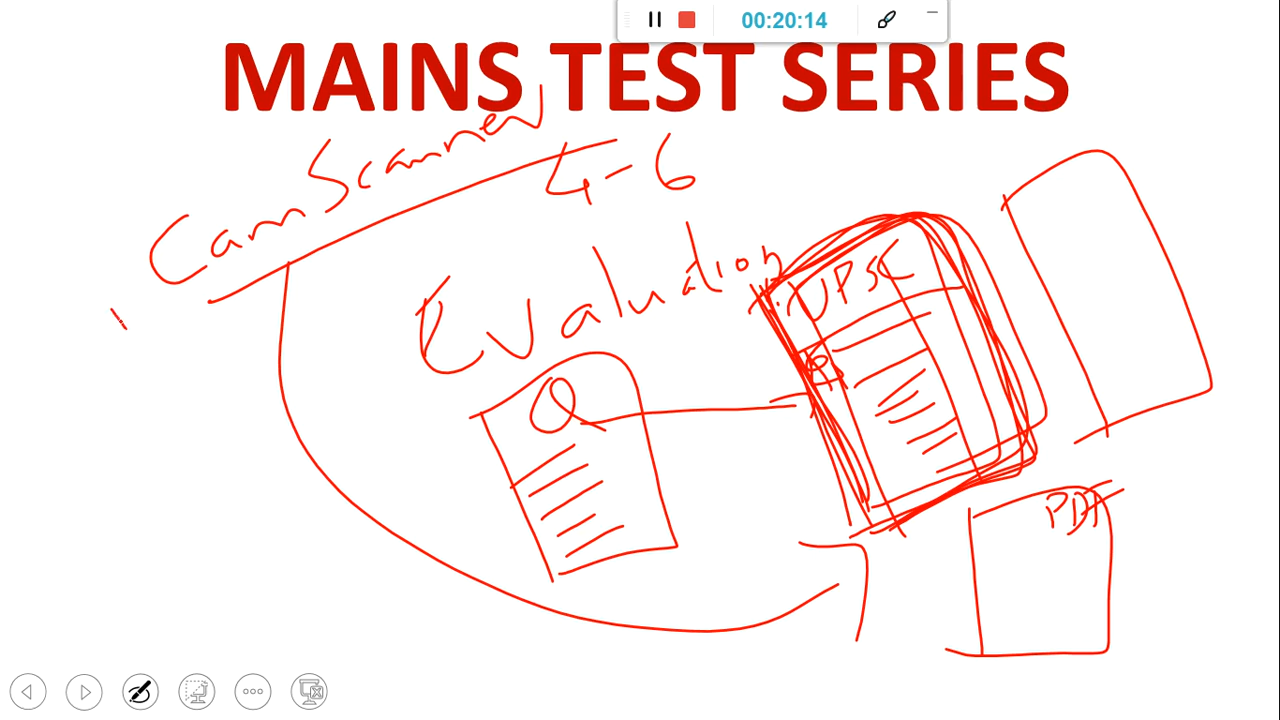 00:20:14
MAINS TEST SERIES
CamScanner
4-6
Evaluation
UPSC
Q
PDF